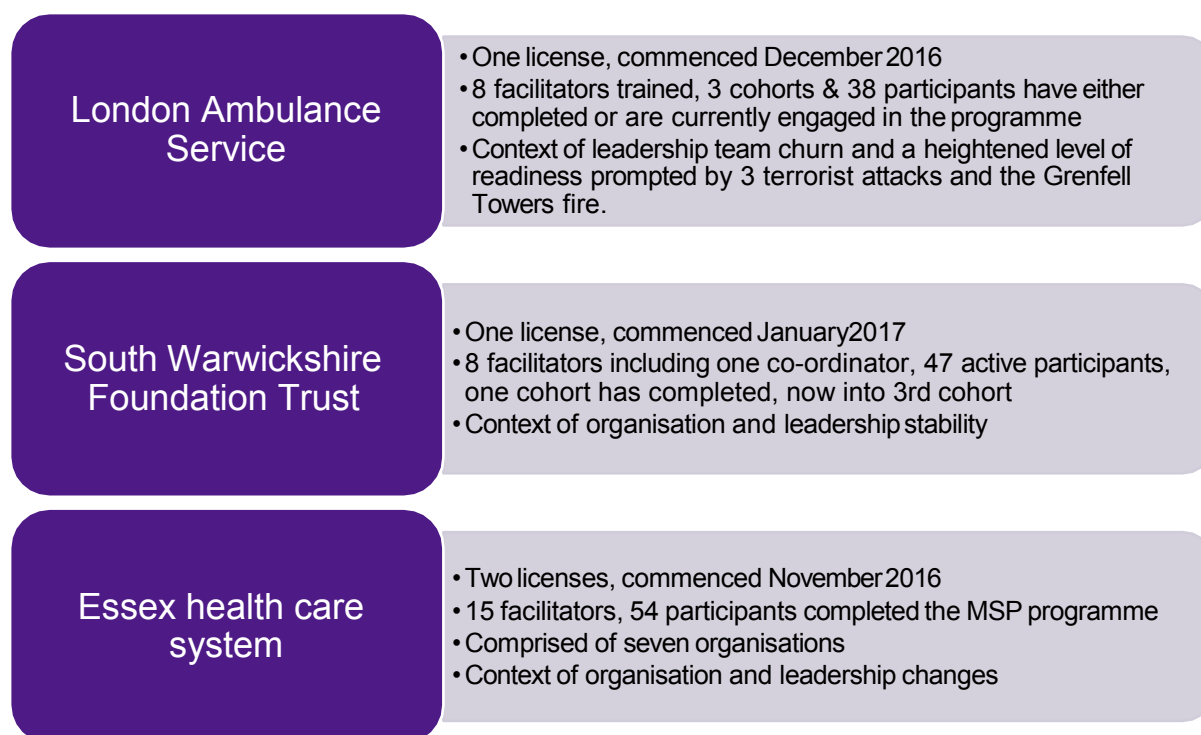 London Ambulance
Service
•One license, commenced December 2016
•8 facilitators trained, 3 cohorts & 38 participants have either
completed or are currently engaged in the programme
•Context of leadership team churn and a heightened level of
readiness prompted by 3 terrorist attacks and the Grenfell
Towers fire.
South Warwickshire
Foundation Trust
•One license, commenced January2017
•8 facilitators including one co-ordinator, 47 active participants,
one cohort has completed, now into 3rd cohort
•Context of organisation and leadership stability
Essex health care
system
•Two licenses, commenced November 2016
•15 facilitators, 54 participants completed the MSP programme
•Comprised of seven organisations
•Context of organisation and leadership changes